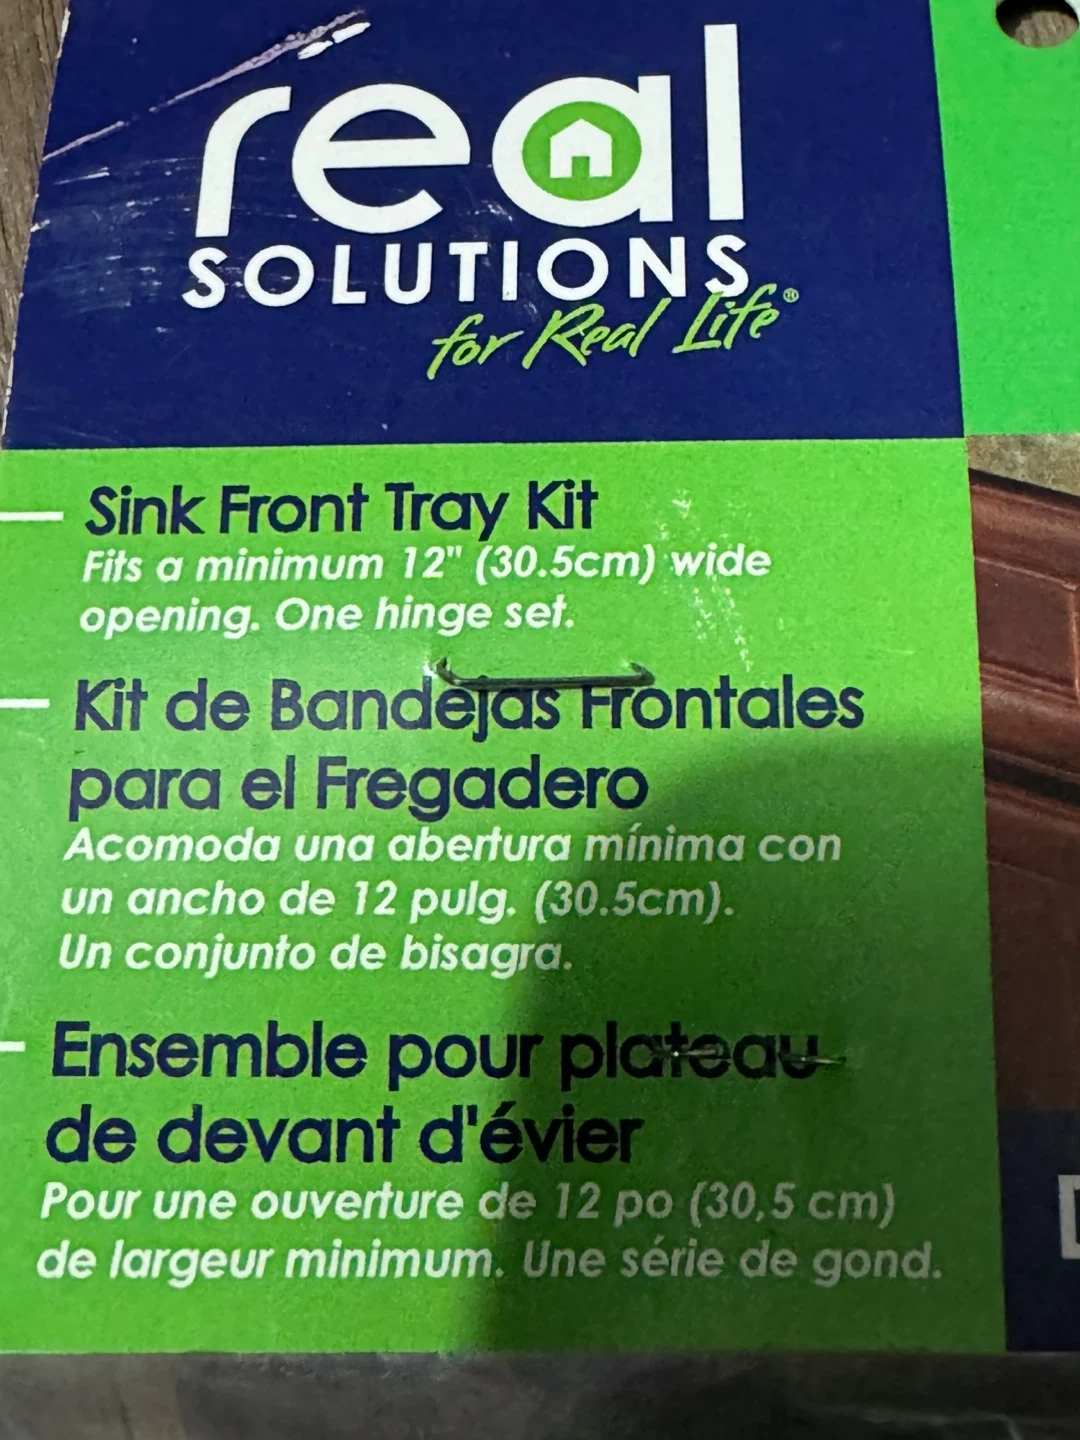 real
SOLUTIONS
for Real Life®
Sink Front Tray Kit
Fits a minimum 12" (30.5cm) wide
opening. One hinge set.
Kit de Bandejas Frontales
para el Fregadero
Acomoda una abertura mínima con
un ancho de 12 pulg. (30.5cm).
Un conjunto de bisagra.
Ensemble pour plateau
de devant d'évier
Pour une ouverture de 12 po (30,5 cm)
de largeur minimum. Une série de gond.